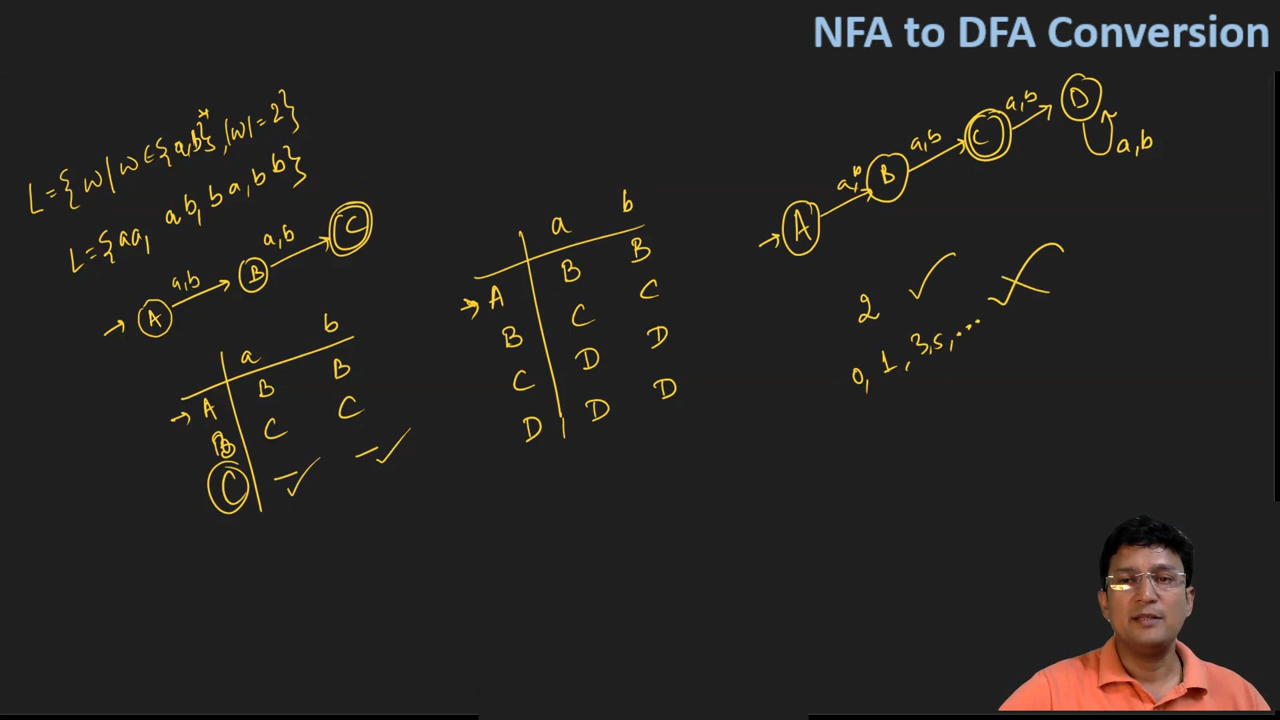 NFA to DFA Conversion
L={w|w∈{a,b}*,|w|=2}
L={aa, ab, ba, bb}
→ A a,b B a,b C
a b
→ A B B
B C C
C – –
a b
→ A B B
B C C
C D D
D D D
→ A a,b B a,b C a,b D a,b
2 ✓
0, 1, 3,5, ...